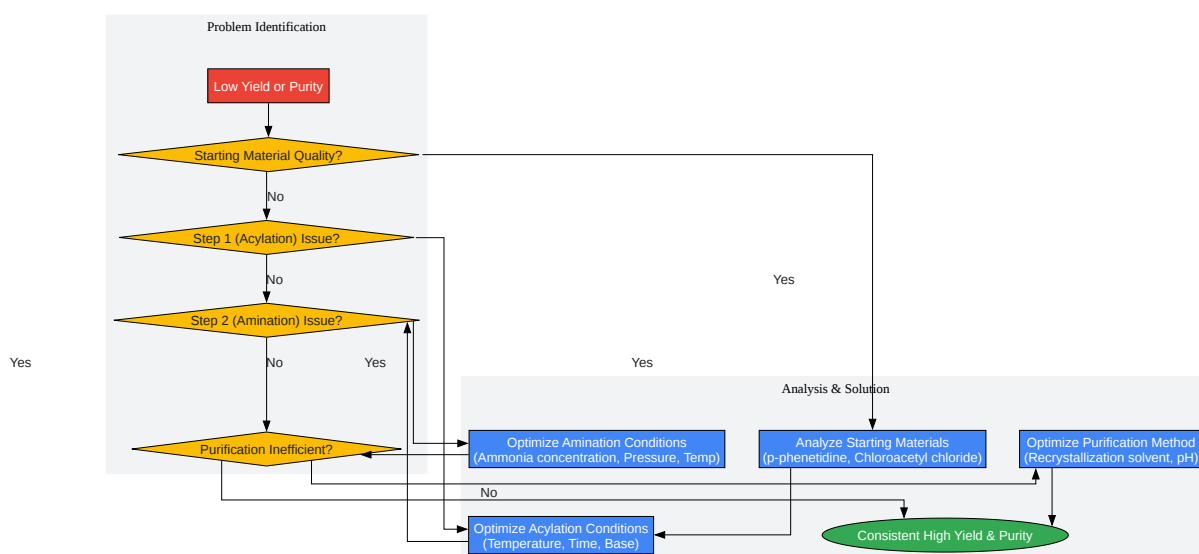 Problem Identification
Low Yield or Purity
Starting Material Quality?
No
Step 1 (Acylation) Issue?
No
Yes
Step 2 (Amination) Issue?
Yes
No
Yes
Yes
Analysis & Solution
Purification Inefficient?
Optimize Amination Conditions
(Ammonia concentration, Pressure, Temp)
Analyze Starting Materials
(p-phenetidine, Chloroacetyl chloride)
Optimize Purification Method
(Recrystallization solvent, pH)
No
Optimize Acylation Conditions
(Temperature, Time, Base)
Consistent High Yield & Purity